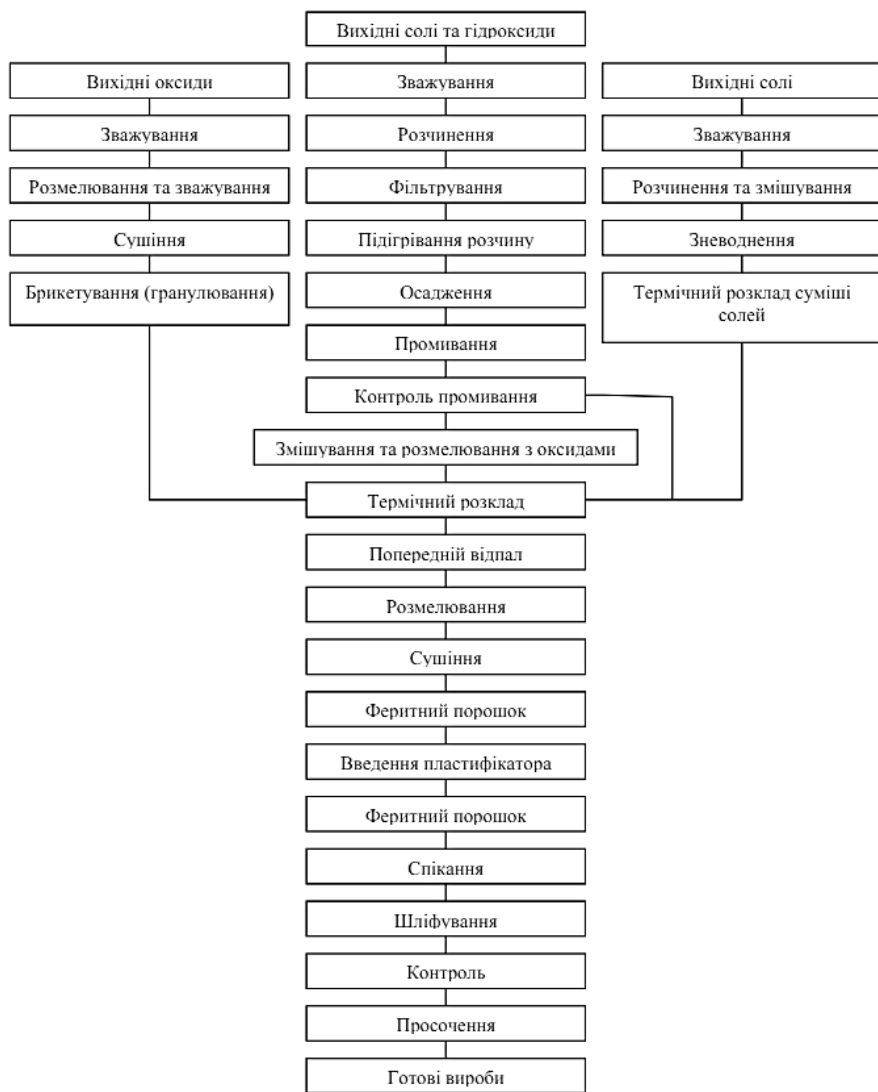 Вихідні солі та гідроксиди
Вихідні оксиди
Зважування
Вихідні солі
Зважування
Розчинення
Зважування
Розмелювання та зважування
Фільтрування
Розчинення та змішування
Сушіння
Підігрівання розчину
Зневоднення
Брикетування (гранулювання)
Осадження
Термічний розклад суміші
солей
Промивання
Контроль промивання
Змішування та розмелювання з оксидами
Термічний розклад
Попередній відпал
Розмелювання
Сушіння
Феритний порошок
Введення пластифікатора
Феритний порошок
Спікання
Шліфування
Контроль
Просочення
Готові вироби